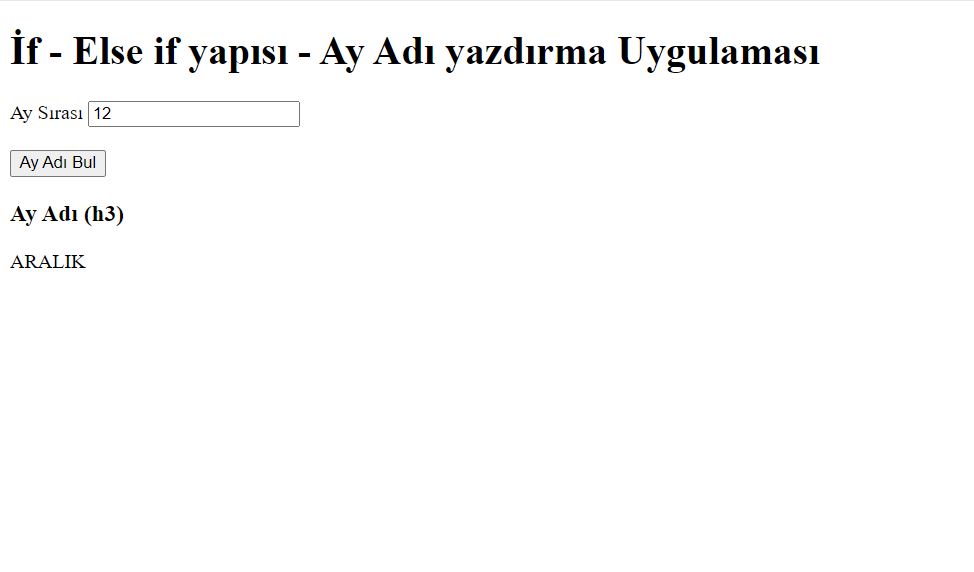 İf - Else if yapısı - Ay Adı yazdırma Uygulaması
Ay Sırası 12
Ay Adı Bul
Ay Adı (h3)
ARALIK